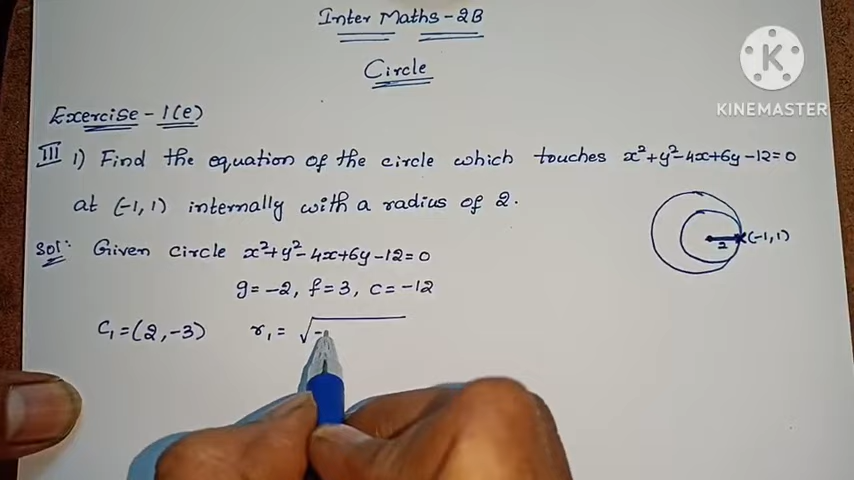 Inter Maths-2B
Circle
K
KINEMASTER
Exercise-1(e)
III 1) Find the equation of the circle which touches x²+y²-4x+6y-12=0
at (-1,1) internally with a radius of 2.
2 (-1,1)
Sol: Given circle x²+y²-4x+6y-12=0
g=-2, f=3, c=-12
C₁=(2,-3) r₁= √-